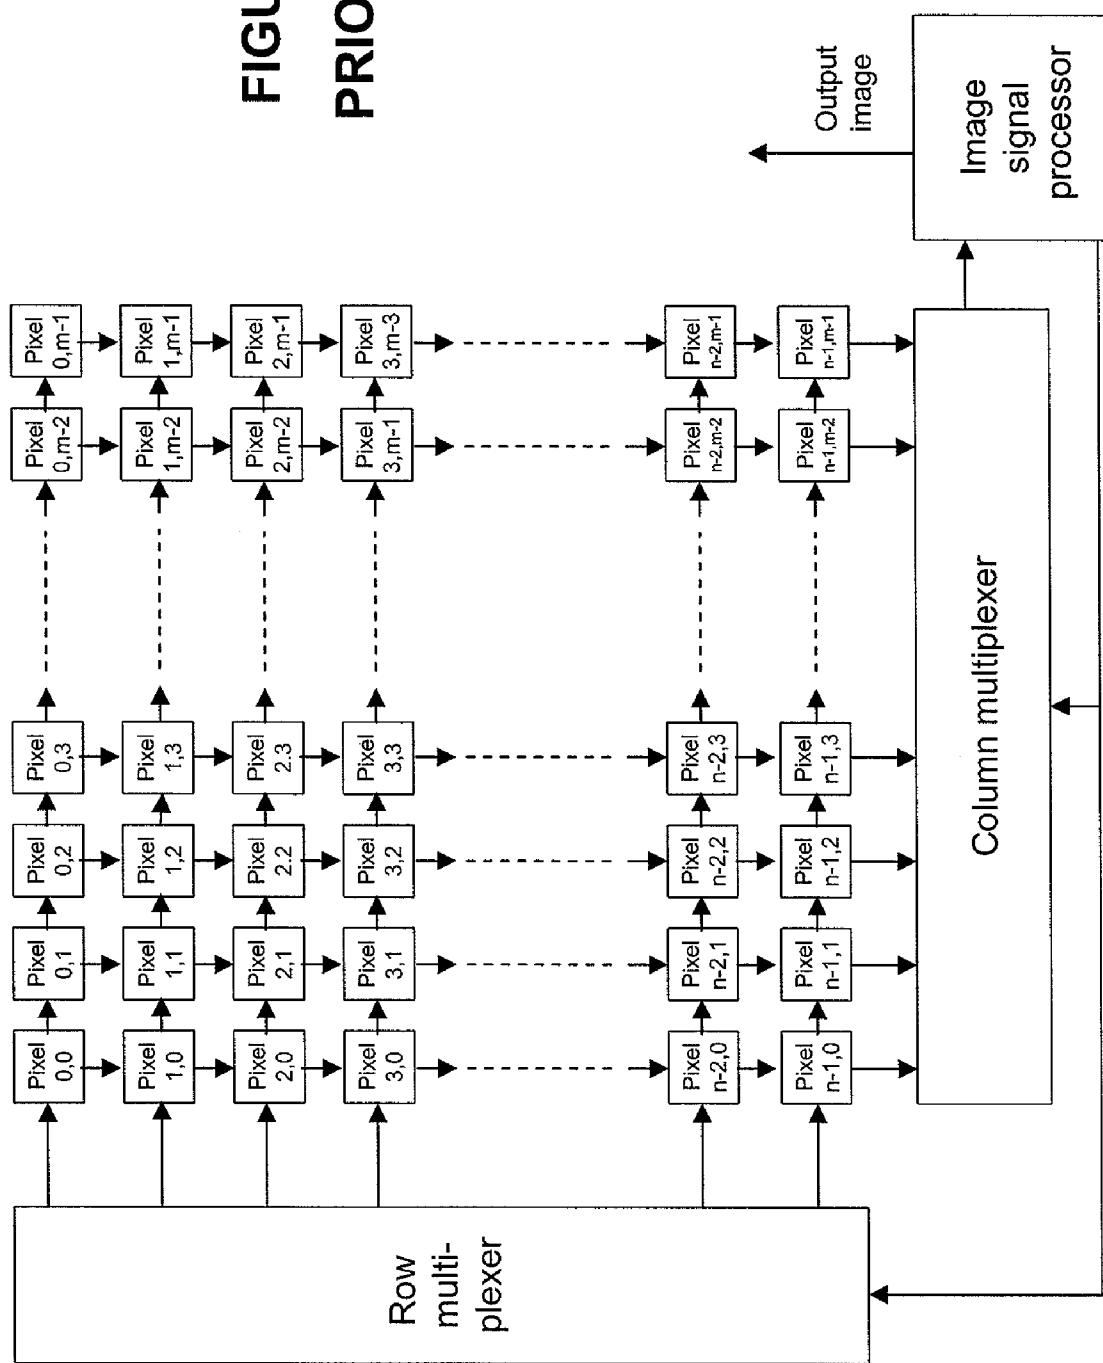 Pixel
0,0
Pixel
0,1
Pixel
0,2
Pixel
0,3
Pixel
0,m-2
Pixel
0,m-1
Pixel
1,0
Pixel
1,1
Pixel
1,2
Pixel
1,3
Pixel
1,m-2
Pixel
1,m-1
Pixel
2,0
Pixel
2,1
Pixel
2.2
Pixel
2.3
Pixel
2,m-2
Pixel
2,m-1
Pixel
3,0
Pixel
3,1
Pixel
3,2
Pixel
3,3
Pixel
3,m-1
Pixel
3,m-3
FIGU
PRIO
Row
multi-
plexer
Pixel
n-2,0
Pixel
n-2,1
Pixel
n-2,2
Pixel
n-2,3
Pixel
n-2,m-2
Pixel
n-2,m-1
Pixel
n-1,0
Pixel
n-1,1
Pixel
n-1,2
Pixel
n-1,3
Pixel
n-1,m-2
Pixel
n-1,m-1
Output
image
Column multiplexer
Image
signal
processor